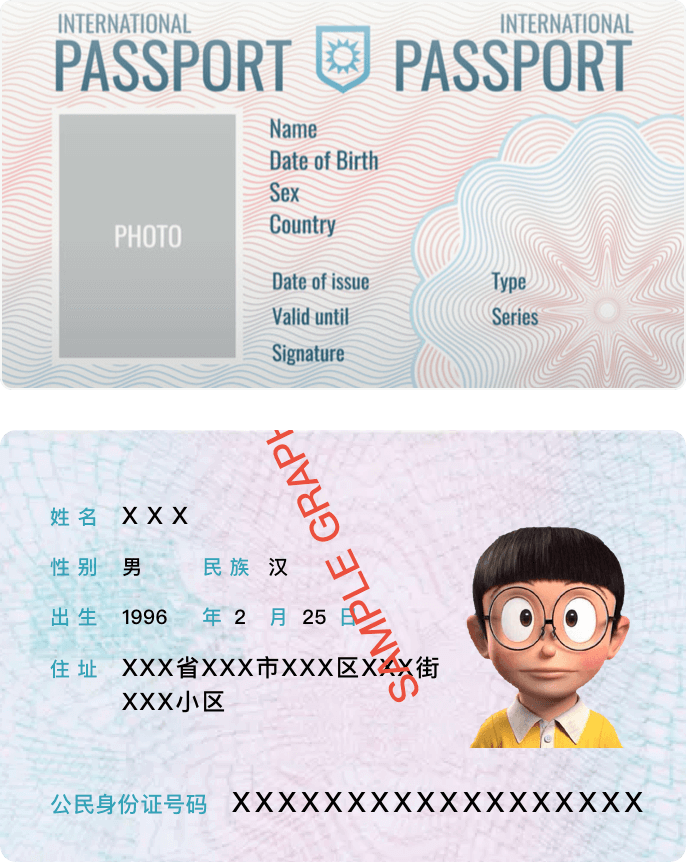 INTERNATIONAL
PASSPORT
INTERNATIONAL
PASSPORT
PHOTO
Name
Date of Birth
Sex
Country
Date of issue
Type
Valid until
Series
Signature
SAMPLE GRAPH
姓 名 X X X
性 别 男 民 族 汉
出 生 1996 年 2 月 25 日
住 址 XXX省XXX市XXX区XXX街
XXX小区
公民身份证号码 XXXXXXXXXXXXXXXXXX